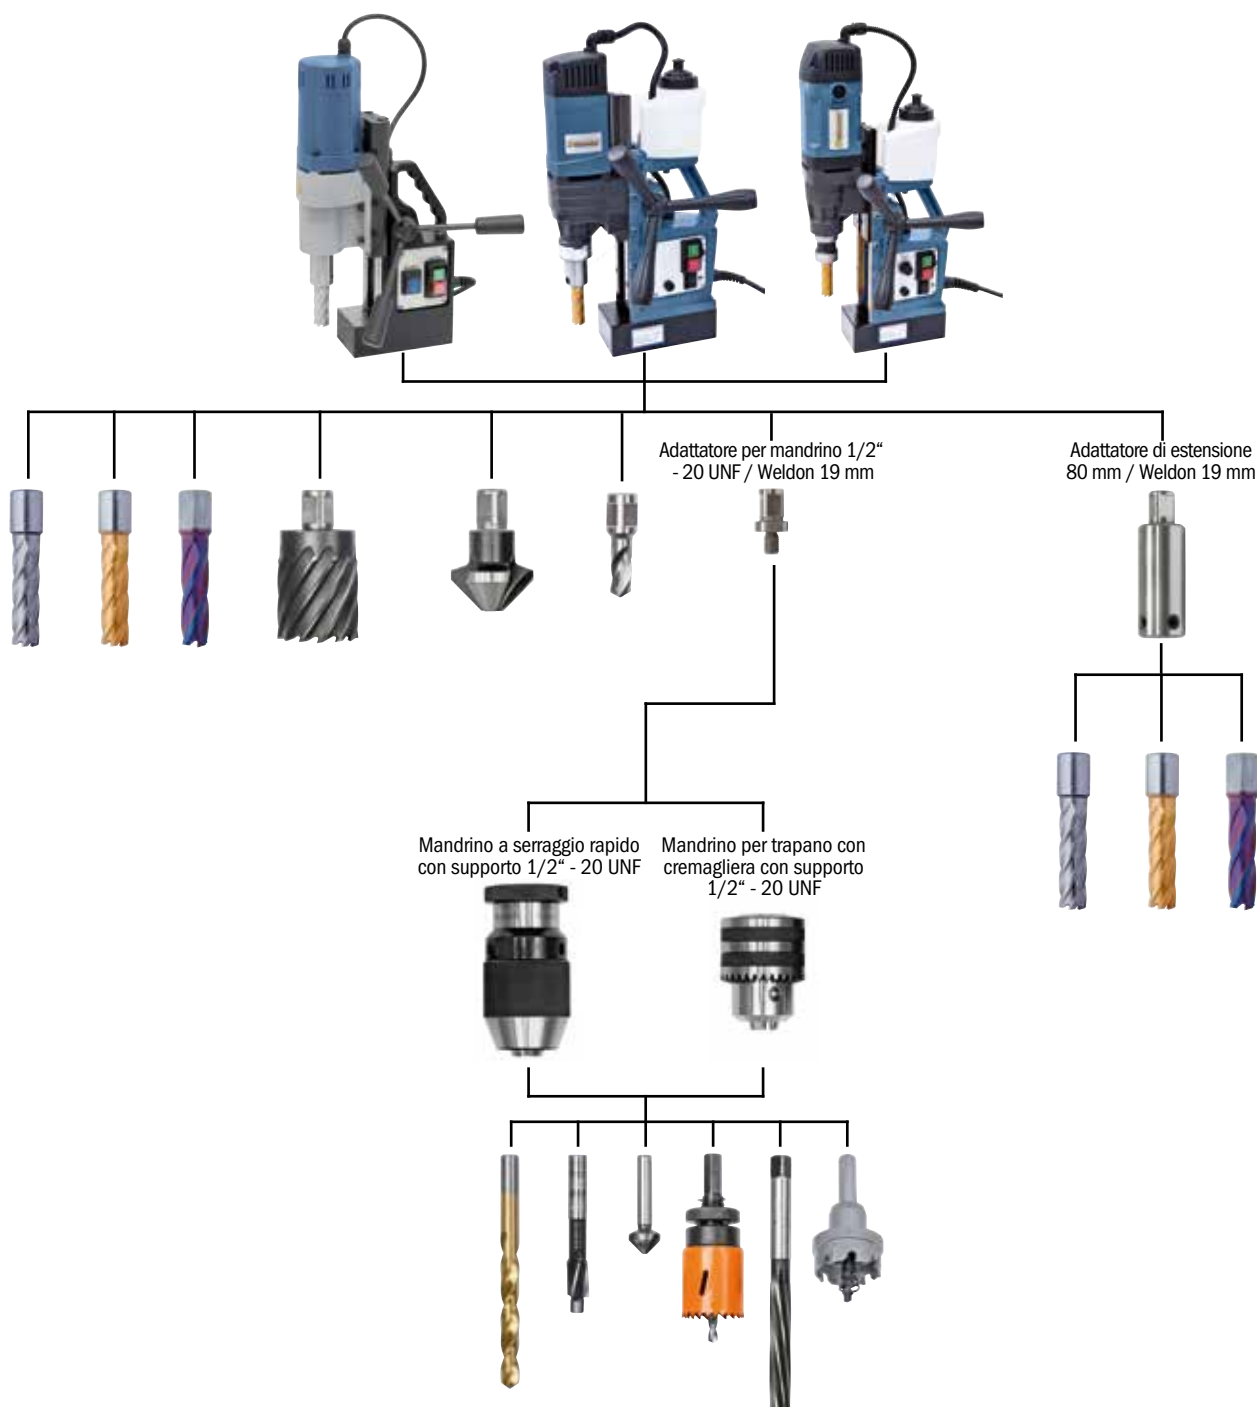 Adattatore per mandrino 1/2“
- 20 UNF / Weldon 19 mm
Adattatore di estensione
80 mm / Weldon 19 mm
Mandrino a serraggio rapido
con supporto 1/2“ - 20 UNF
Mandrino per trapano con
cremagliera con supporto
1/2“ - 20 UNF